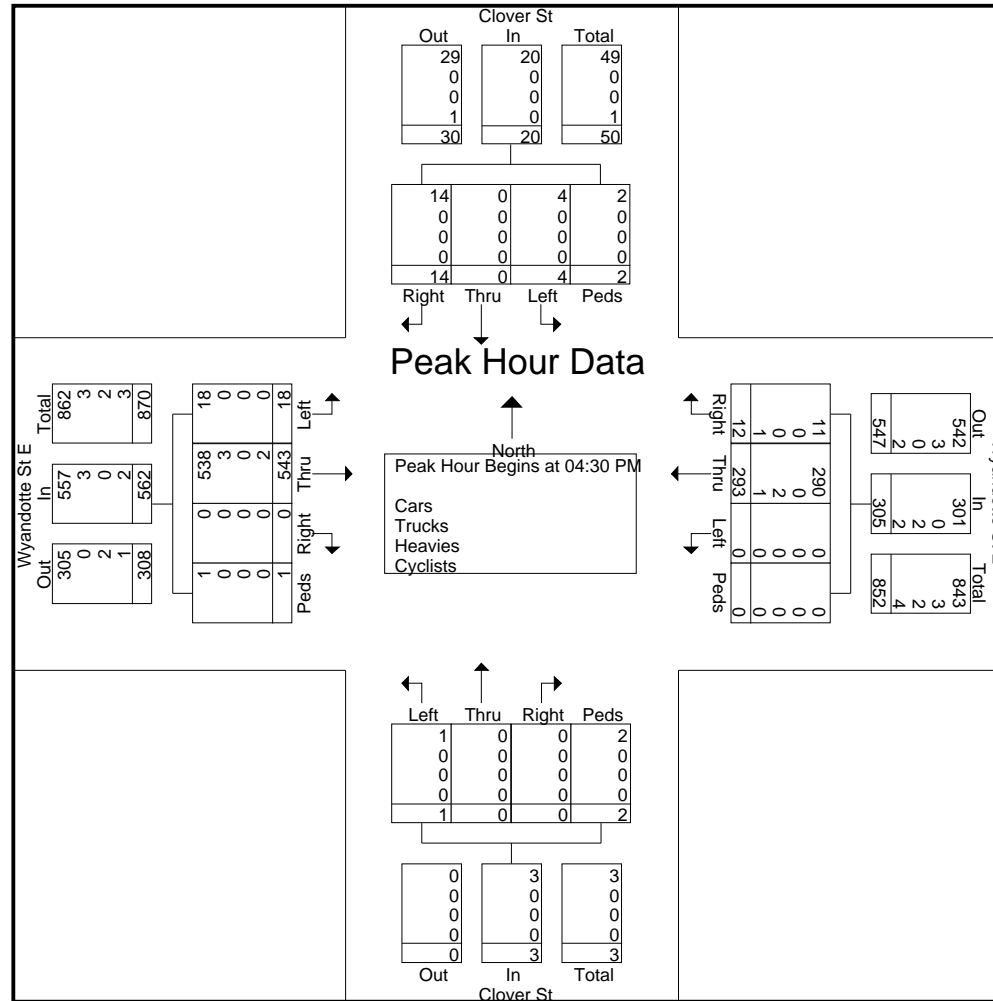 Clover St
Out In Total
29 20 49
0 0 0
0 0 0
1 0 1
30 20 50
14 0 4 2
0 0 0 0
0 0 0 0
0 0 0 0
14 0 4 2
Right Thru Left Peds
Peak Hour Data
Wyandotte St E
Total
862 3 2 3 870
In
557 3 0 2 562
Out
305 0 2 1 308
18 0 0 0 18
Left
538 3 0 2 543
Thru
0 0 0 0 0
Right
1 0 0 0 1
Peds
North
Peak Hour Begins at 04:30 PM
Cars
Trucks
Heavies
Cyclists
Right
11 0 0 1 12
Thru
290 0 2 1 293
Left
0 0 0 0 0
Peds
0 0 0 0 0
Out
542 3 0 2 547
In
301 0 2 2 305
Total
843 3 2 4 852
Left Thru Right Peds
1 0 0 2
0 0 0 0
0 0 0 0
0 0 0 0
1 0 0 2
0 3 3
0 0 0
0 0 0
0 0 0
0 3 3
Out In Total
Clover St